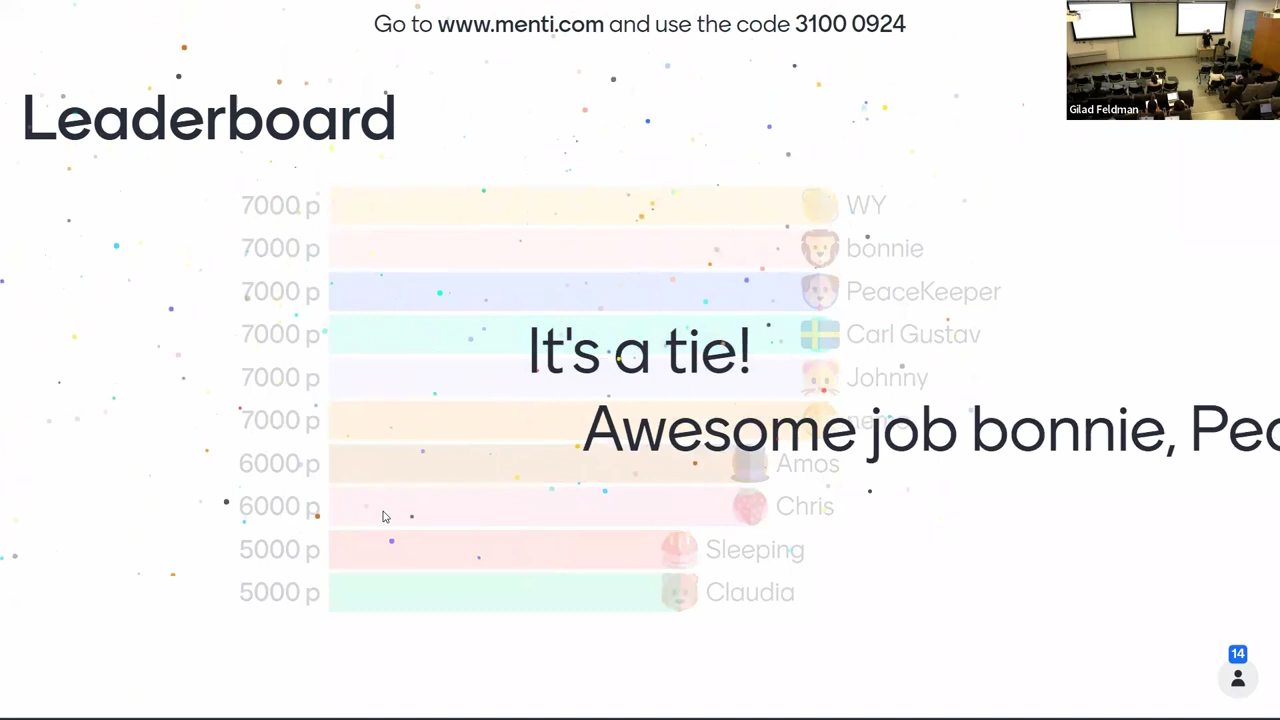 Go to www.menti.com and use the code 3100 0924
Gilad Feldman
Leaderboard
7000 p WY
7000 p bonnie
7000 p PeaceKeeper
7000 p Carl Gustav
It's a tie!
7000 p Johnny
7000 p
Awesome job bonnie, Pea
6000 p Amos
6000 p Chris
5000 p Sleeping
5000 p Claudia
14